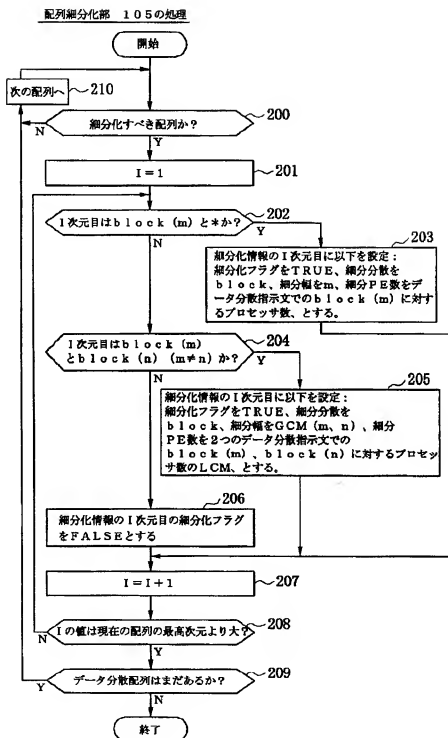 配列細分化部　１０５の処理
開始
次の配列へ
210
細分化すべき配列か？
200
N
Y
I＝１
201
I次元目はｂｌｏｃｋ（ｍ）と＊か？
202
Y
N
203
細分化情報のI次元目に以下を設定：
細分化フラグをTRUE、細分分散を
ｂｌｏｃｋ、細分幅をｍ、細分PE数をデ
ータ分散指示文でのｂｌｏｃｋ（ｍ）に対す
るプロセッサ数、とする。
I次元目はｂｌｏｃｋ（ｍ）
とｂｌｏｃｋ（ｎ）（ｍ≠ｎ）か？
204
Y
N
205
細分化情報のI次元目に以下を設定：
細分化フラグをTRUE、細分分散を
ｂｌｏｃｋ、細分幅をGCM（ｍ、ｎ）、細分
PE数を２つのデータ分散指示文での
ｂｌｏｃｋ（ｍ）、ｂｌｏｃｋ（ｎ）に対するプロセッ
サ数のLCM、とする。
206
細分化情報のI次元目の細分化フラグ
をFALSEとする
I＝I＋１
207
Iの値は現在の配列の最高次元より大？
208
N
Y
データ分散配列はまだあるか？
209
Y
N
終了